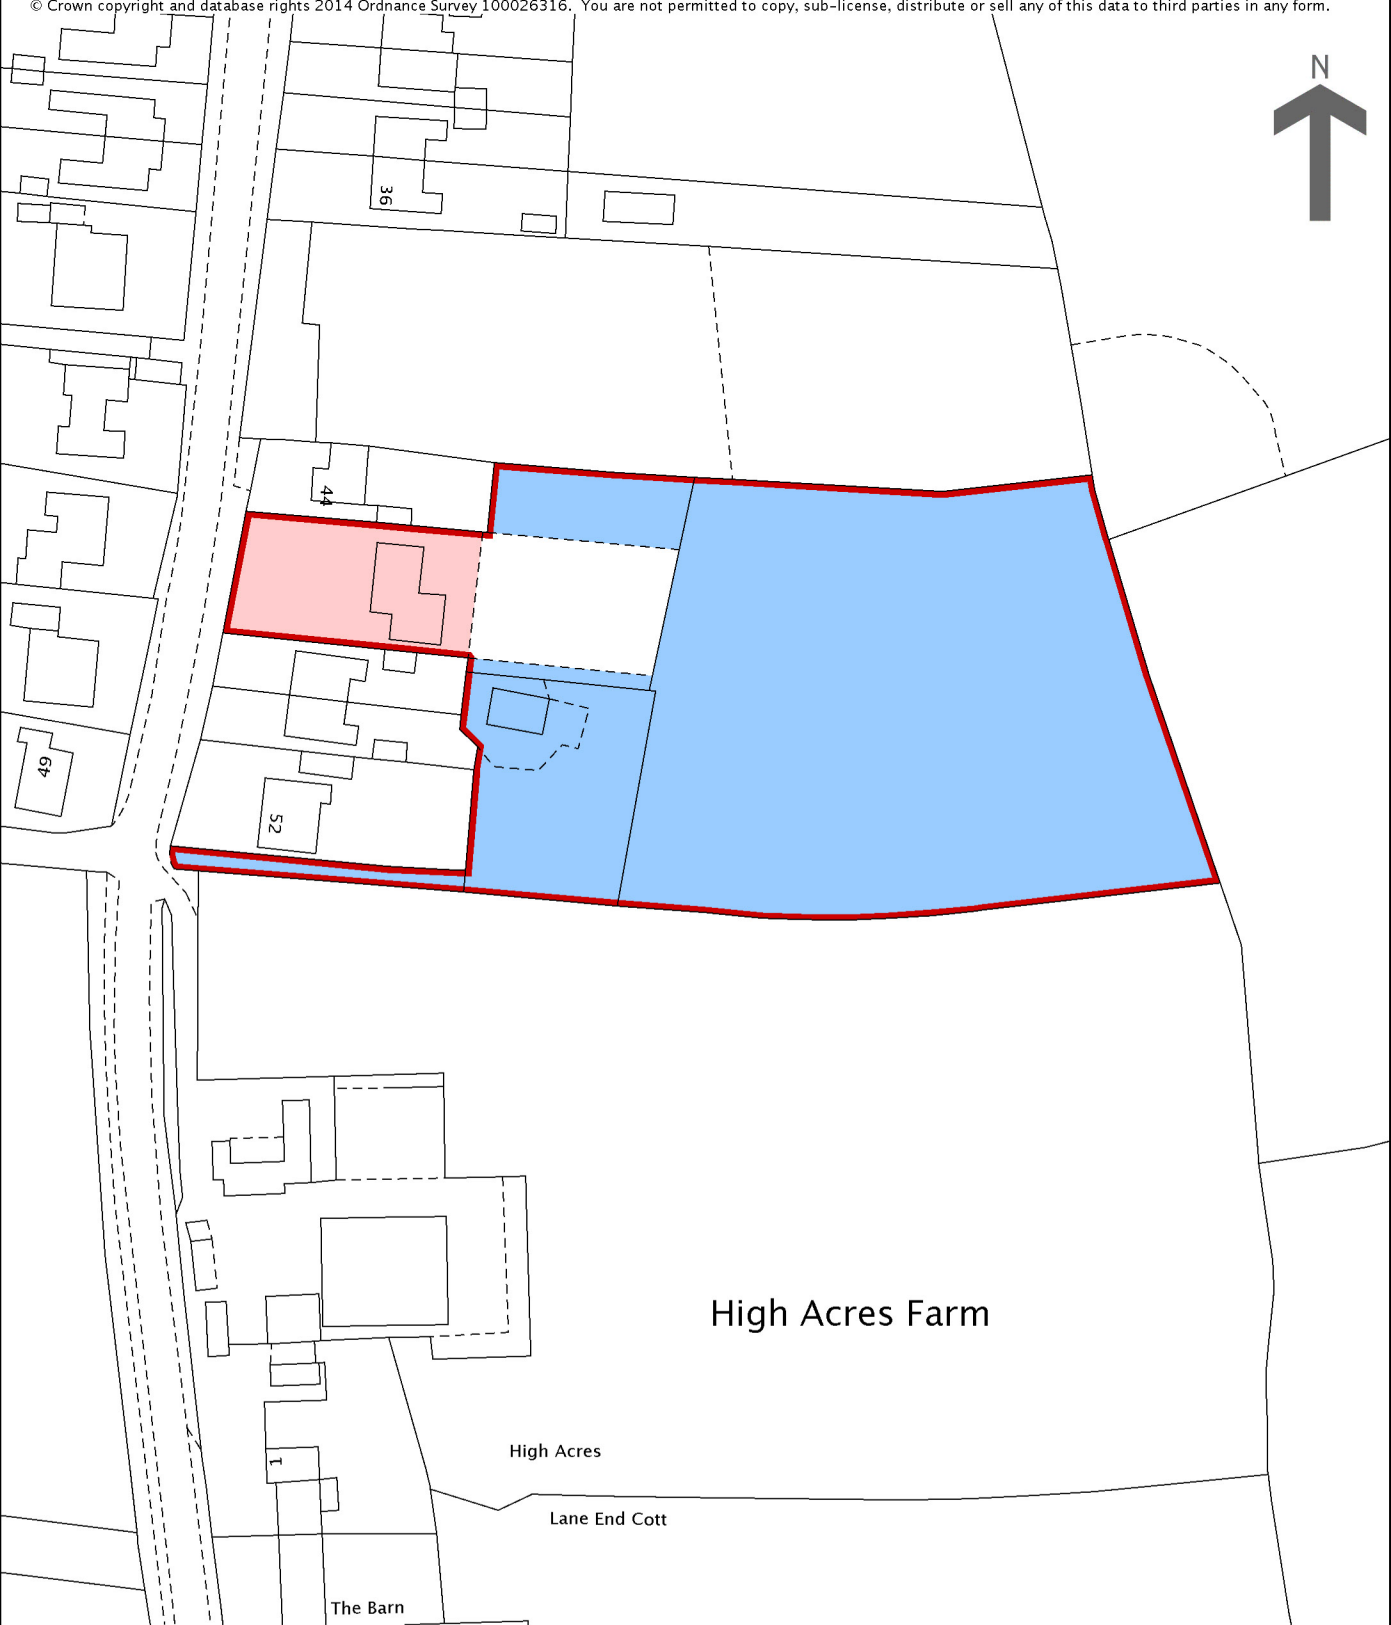 © Crown copyright and database rights 2014 Ordnance Survey 100026316. You are not permitted to copy, sub-license, distribute or sell any of this data to third parties in any form.
N
36
44
49
52
High Acres Farm
High Acres
1
Lane End Cott
The Barn